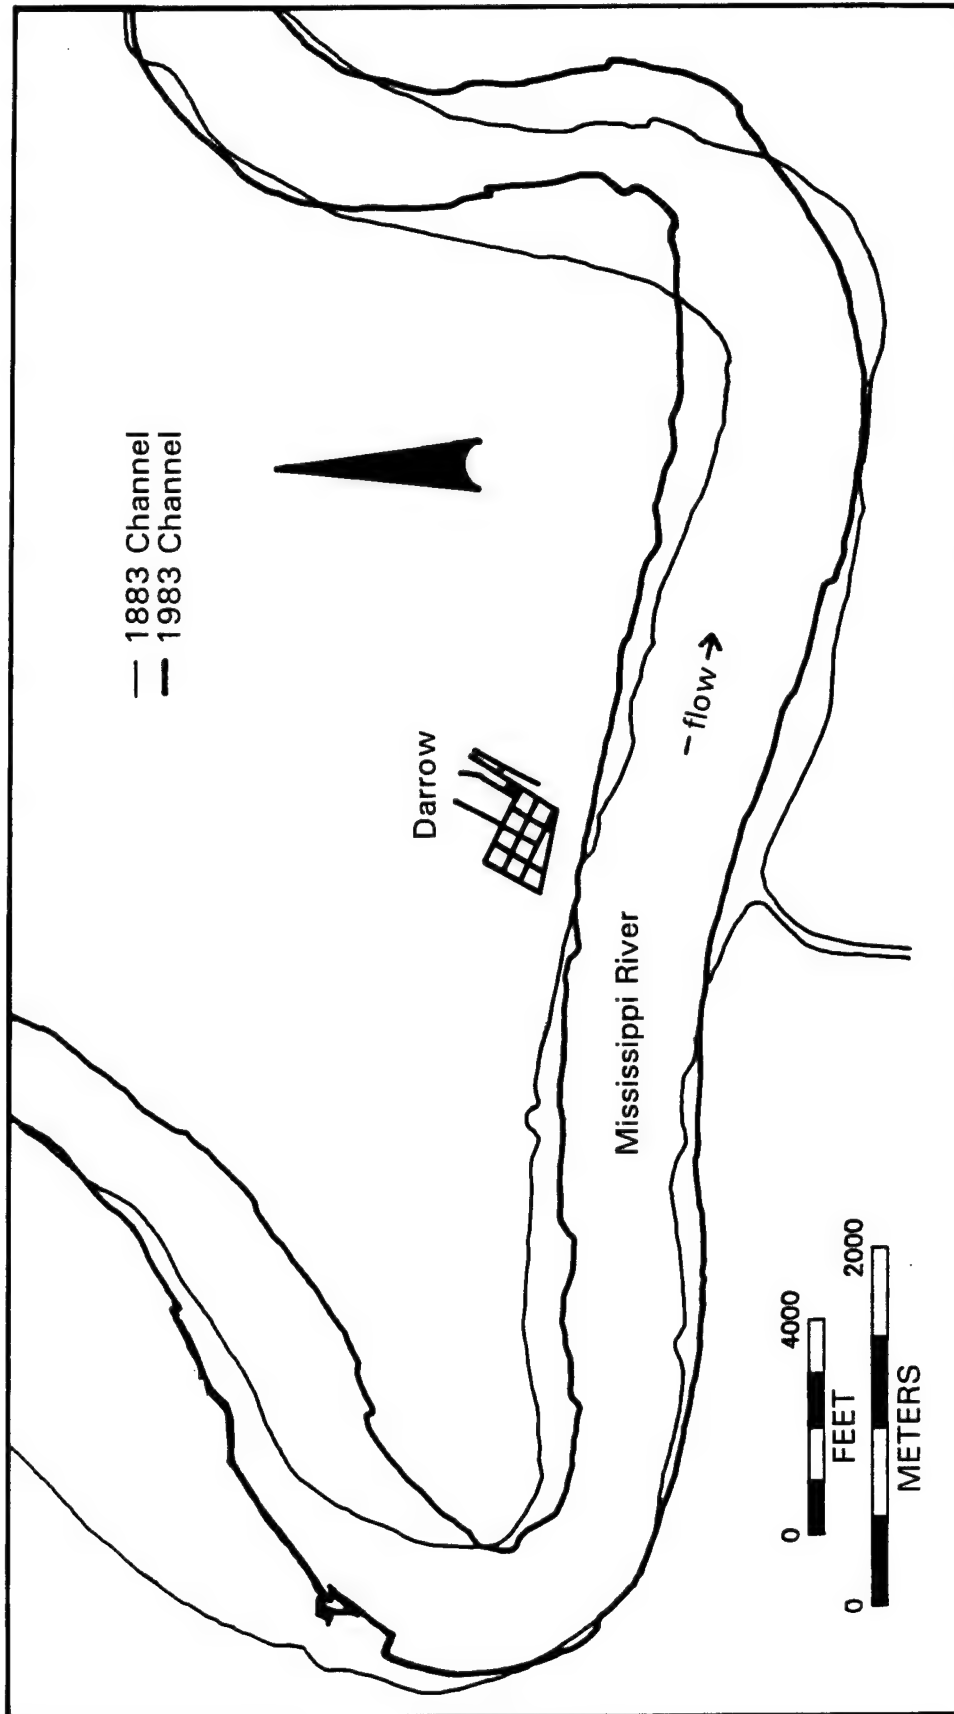 — 1883 Channel
— 1983 Channel
Darrow
– flow →
Mississippi River
0 4000
FEET
0 2000
METERS